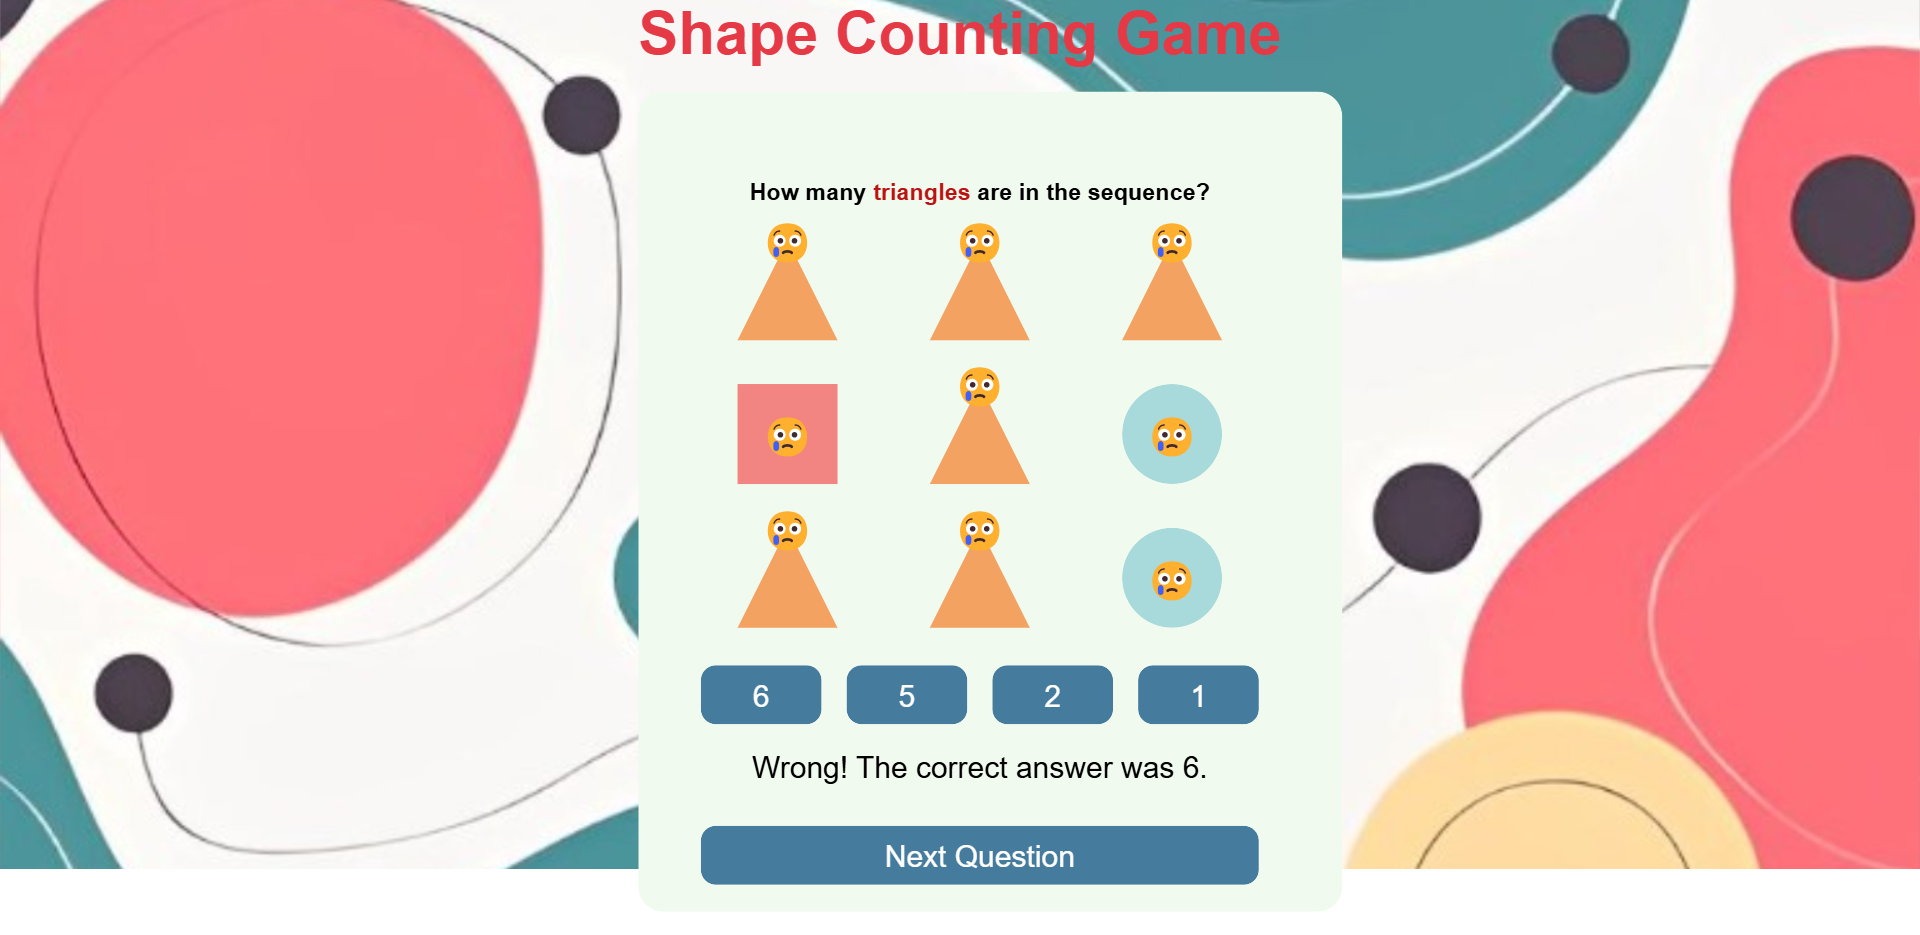 Shape Counting Game
How many triangles are in the sequence?
6 5 2 1
Wrong! The correct answer was 6.
Next Question